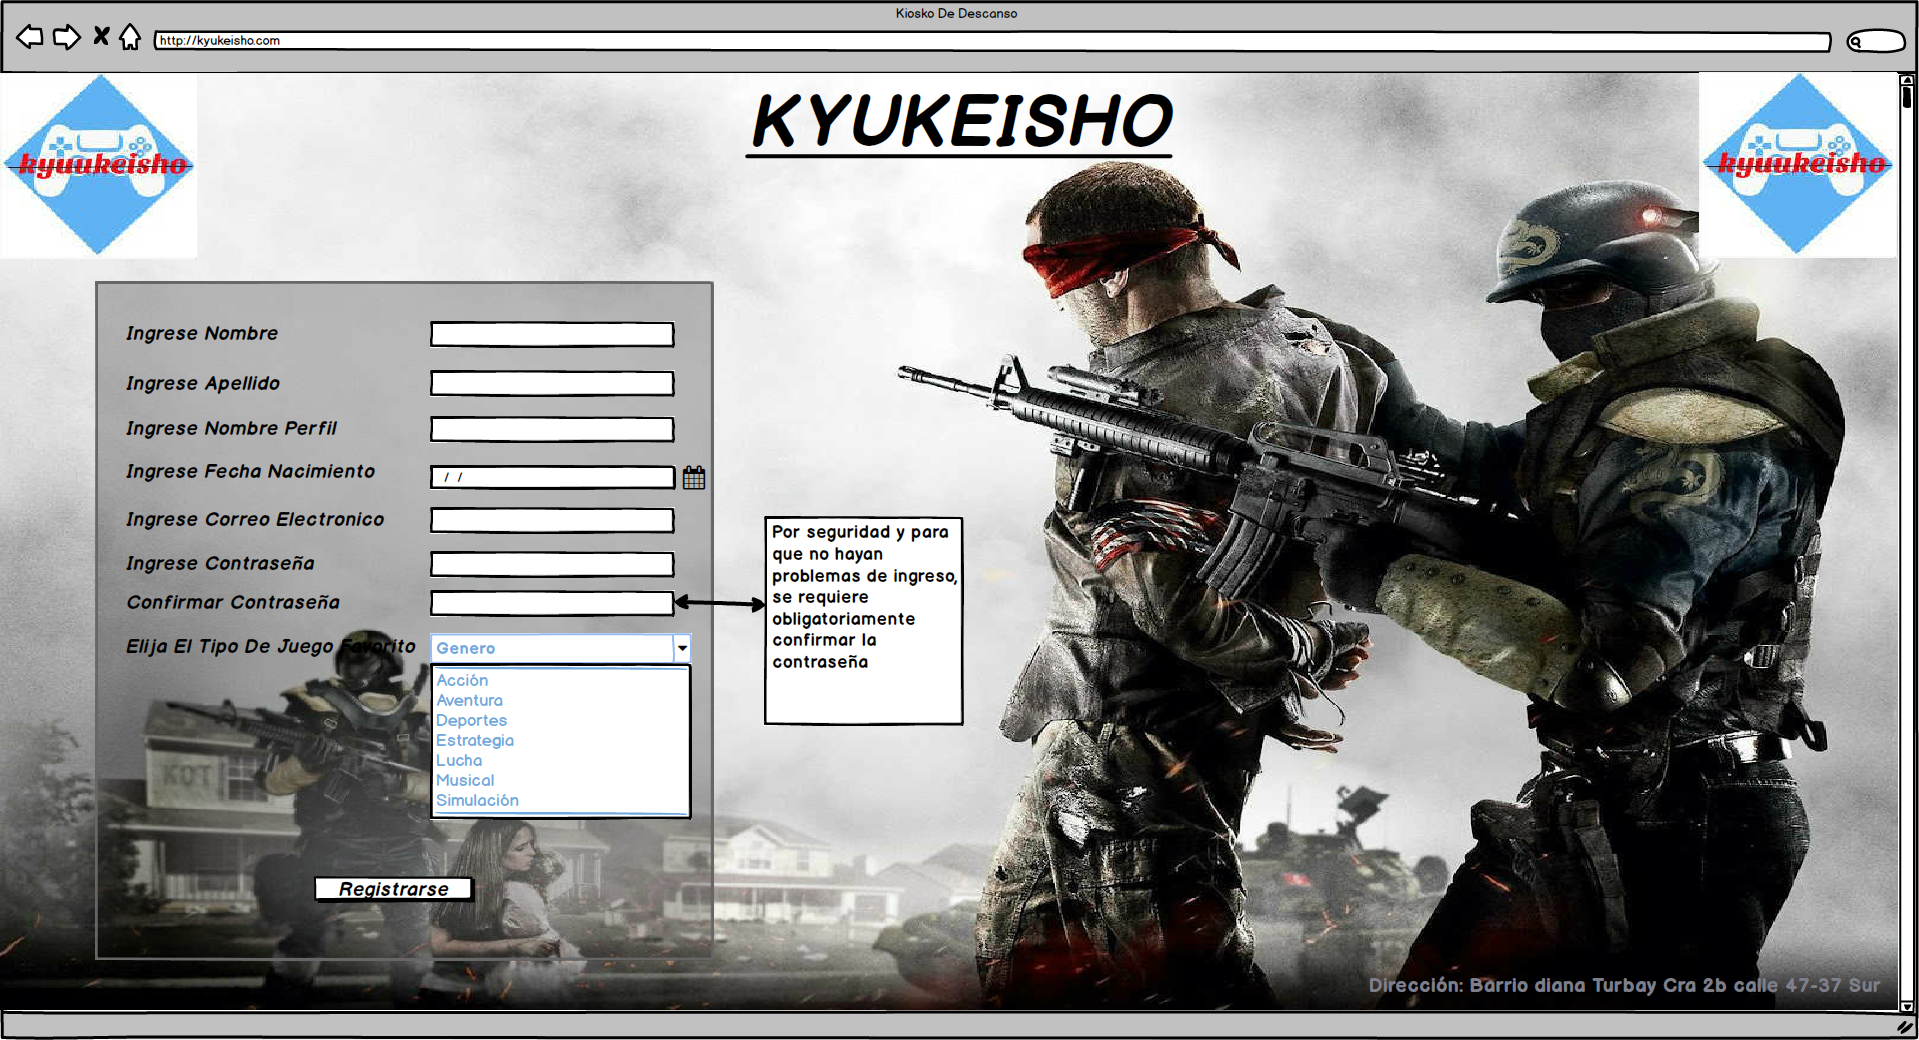 Kiosko De Descanso
http://kyukeisho.com
KYUKEISHO
kyuukeisho
kyuukeisho
Ingrese Nombre
Ingrese Apellido
Ingrese Nombre Perfil
Ingrese Fecha Nacimiento
/ /
Ingrese Correo Electronico
Ingrese Contraseña
Confirmar Contraseña
Elija El Tipo De Juego Favorito
Genero
Acción
Aventura
Deportes
Estrategia
Lucha
Musical
Simulación
Por seguridad y para
que no hayan
problemas de ingreso,
se requiere
obligatoriamente
confirmar la
contraseña
KOT
Registrarse
Dirección: Barrio diana Turbay Cra 2b calle 47-37 Sur